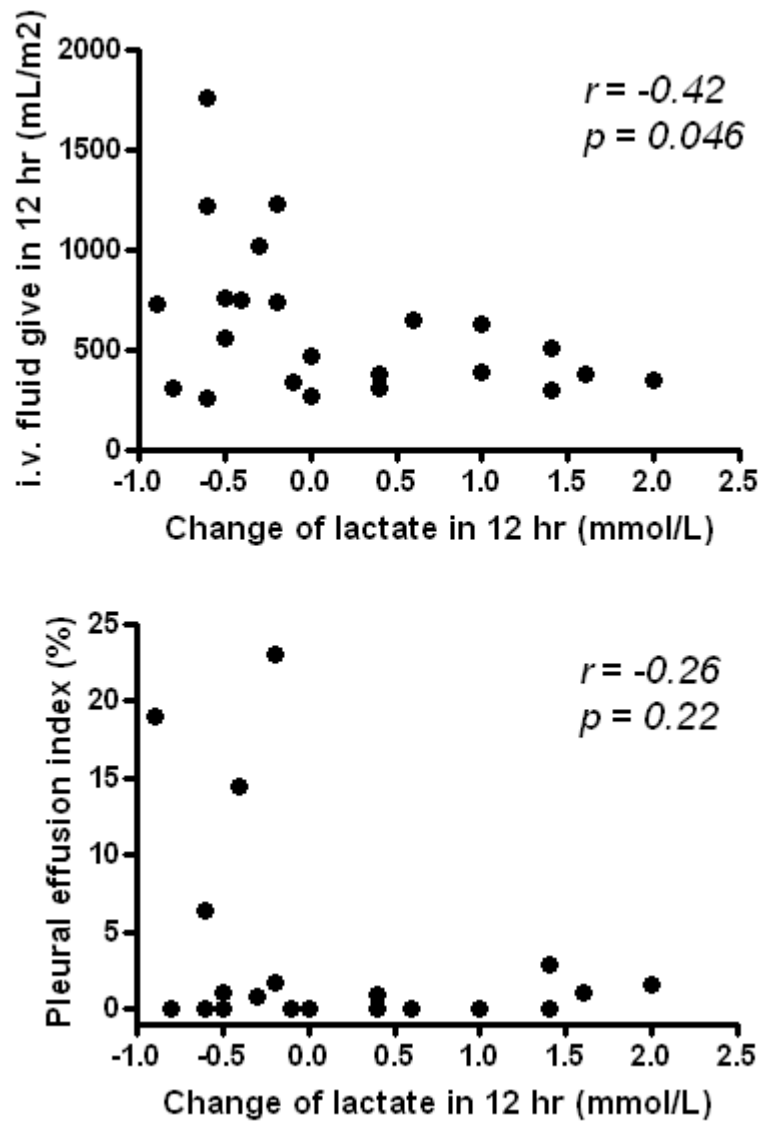 i.v. fluid give in 12 hr (mL/m2)
2000
1500
1000
500
0
r = -0.42
p = 0.046
-1.0 -0.5 0.0 0.5 1.0 1.5 2.0 2.5
Change of lactate in 12 hr (mmol/L)
Pleural effusion index (%)
25
20
15
10
5
0
r = -0.26
p = 0.22
-1.0 -0.5 0.0 0.5 1.0 1.5 2.0 2.5
Change of lactate in 12 hr (mmol/L)